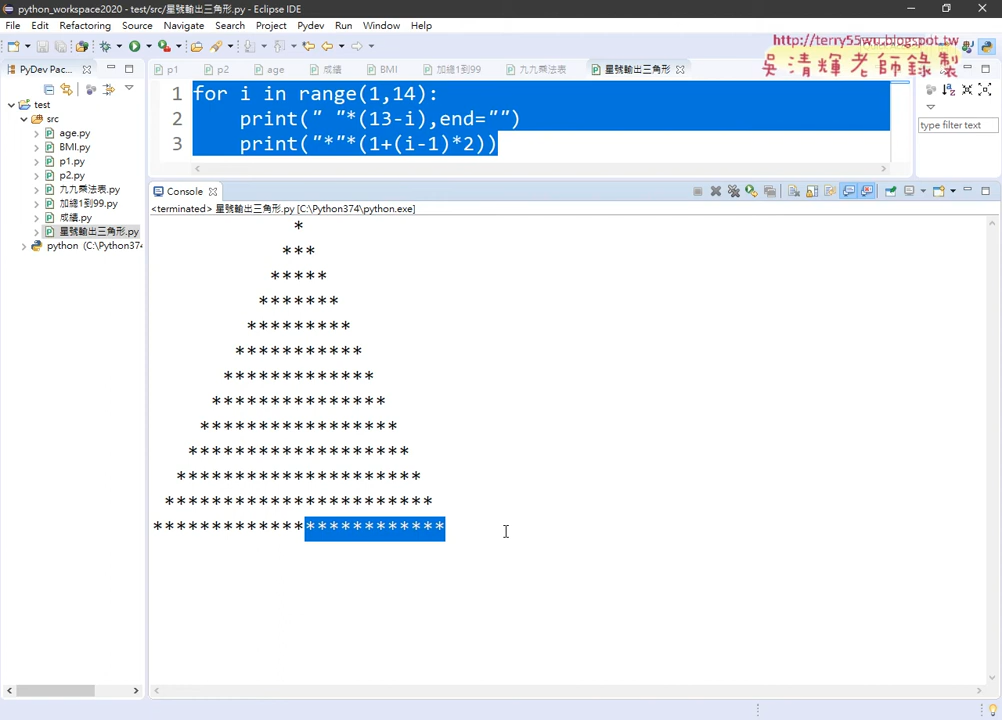 python_workspace2020 - test/src/星號輸出三角形.py - Eclipse IDE
File Edit Refactoring Source Navigate Search Project Pydev Run Window Help
http://terry55wu.blogspot.tw
吳清輝老師錄製
PyDev Pac...
p1 p2 age 成績 BMI 加總1到99 九九乘法表 星號輸出三角形
test
src
age.py
BMI.py
p1.py
p2.py
九九乘法表.py
加總1到99.py
成績.py
星號輸出三角形.py
python (C:\Python374
1 for i in range(1,14):
2 print(" "*(13-i),end="")
3 print("*"*(1+(i-1)*2))
type filter text
Console
<terminated> 星號輸出三角形.py [C:\Python374\python.exe]
*
***
*****
*******
*********
***********
*************
***************
*****************
*******************
*********************
***********************
*************************